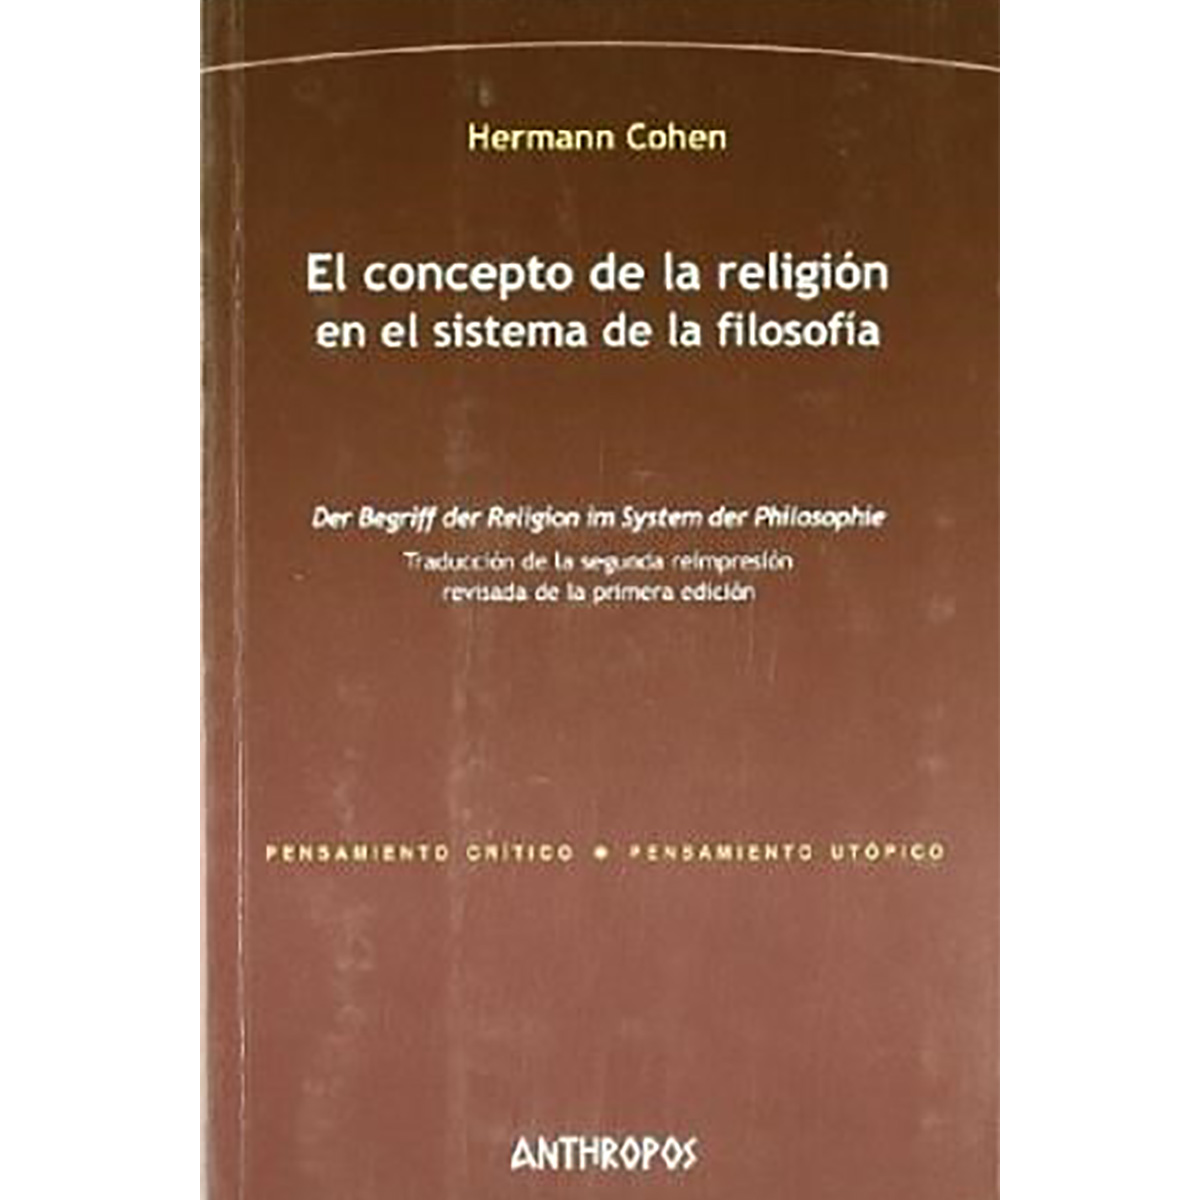 Hermann Cohen
El concepto de la religión
en el sistema de la filosofía
Der Begriff der Religion im System der Philosophie
Traducción de la segunda reimpresión
revisada de la primera edición
PENSAMIENTO CRÍTICO • PENSAMIENTO UTÓPICO
ANTHROPOS